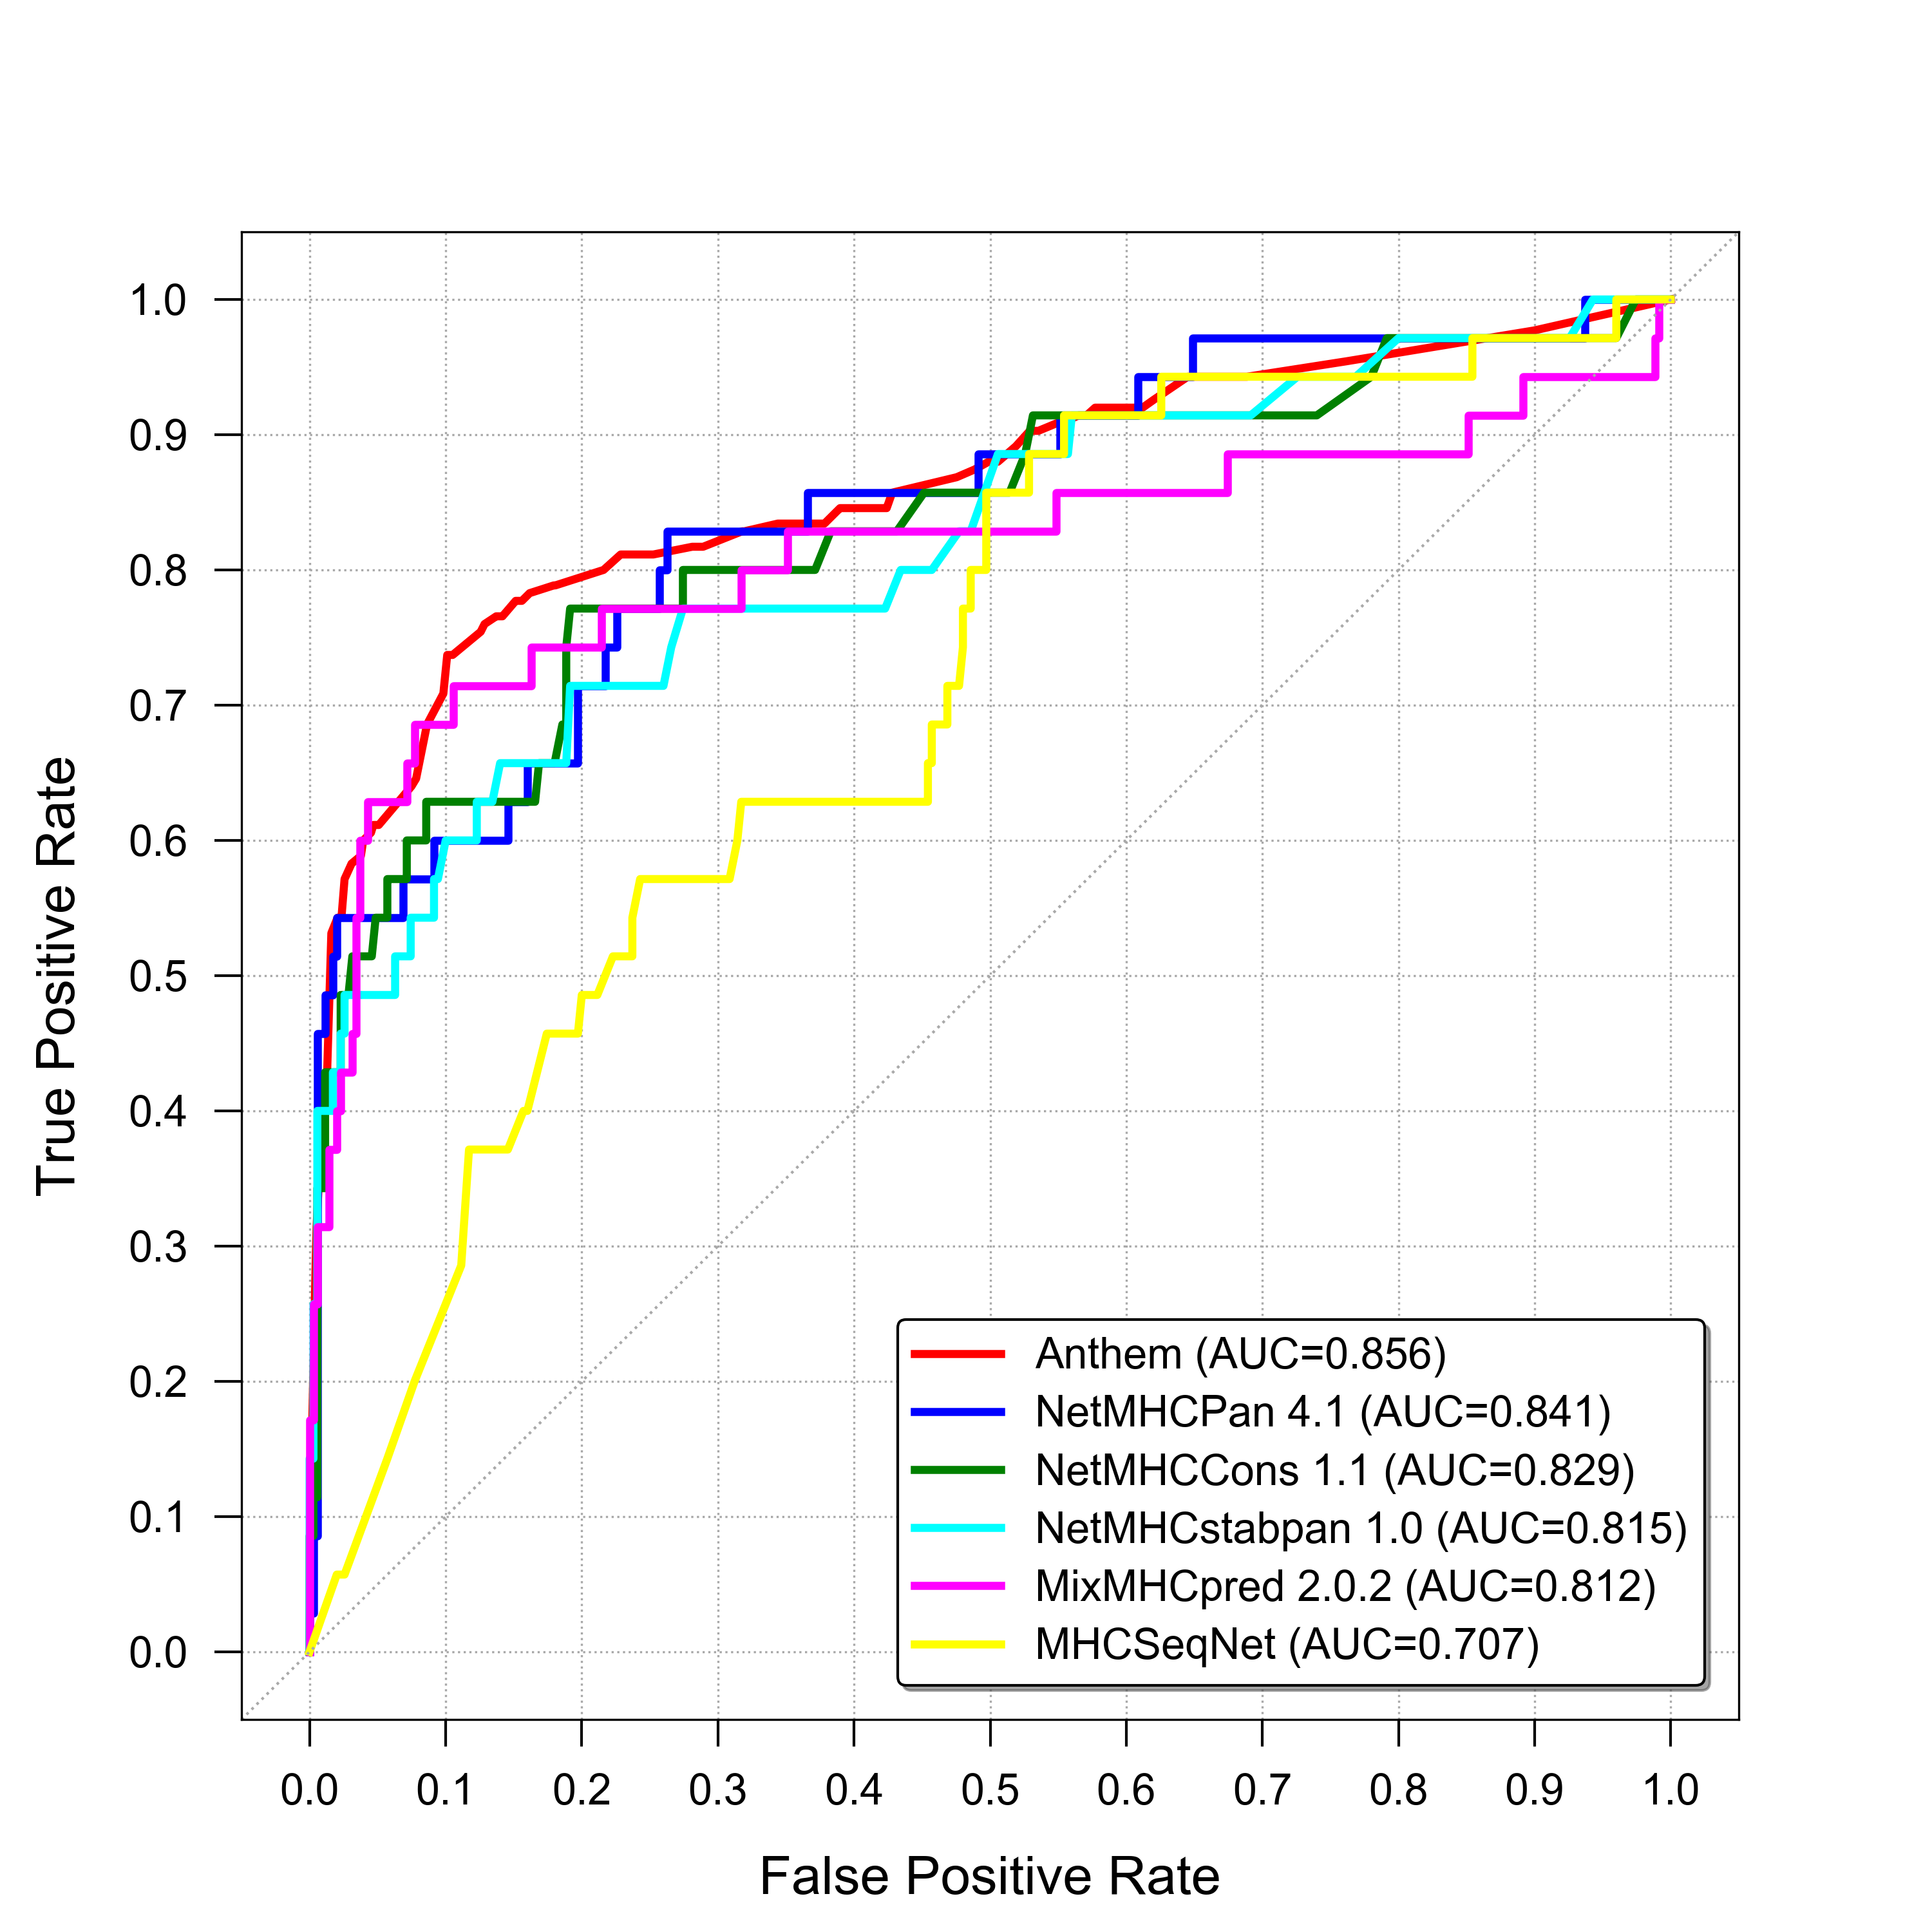 True Positive Rate
1.0
0.9
0.8
0.7
0.6
0.5
0.4
0.3
0.2
0.1
0.0
Anthem (AUC=0.856)
NetMHCPan 4.1 (AUC=0.841)
NetMHCCons 1.1 (AUC=0.829)
NetMHCstabpan 1.0 (AUC=0.815)
MixMHCpred 2.0.2 (AUC=0.812)
MHCSeqNet (AUC=0.707)
0.0 0.1 0.2 0.3 0.4 0.5 0.6 0.7 0.8 0.9 1.0
False Positive Rate